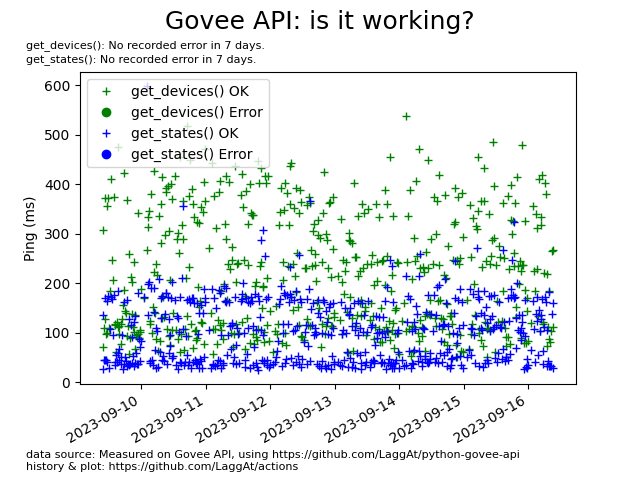 Govee API: is it working?
get_devices(): No recorded error in 7 days.
get_states(): No recorded error in 7 days.
get_devices() OK
get_devices() Error
get_states() OK
get_states() Error
Ping (ms)
600
500
400
300
200
100
0
2023-09-10
2023-09-11
2023-09-12
2023-09-13
2023-09-14
2023-09-15
2023-09-16
data source: Measured on Govee API, using https://github.com/LaggAt/python-govee-api
history & plot: https://github.com/LaggAt/actions